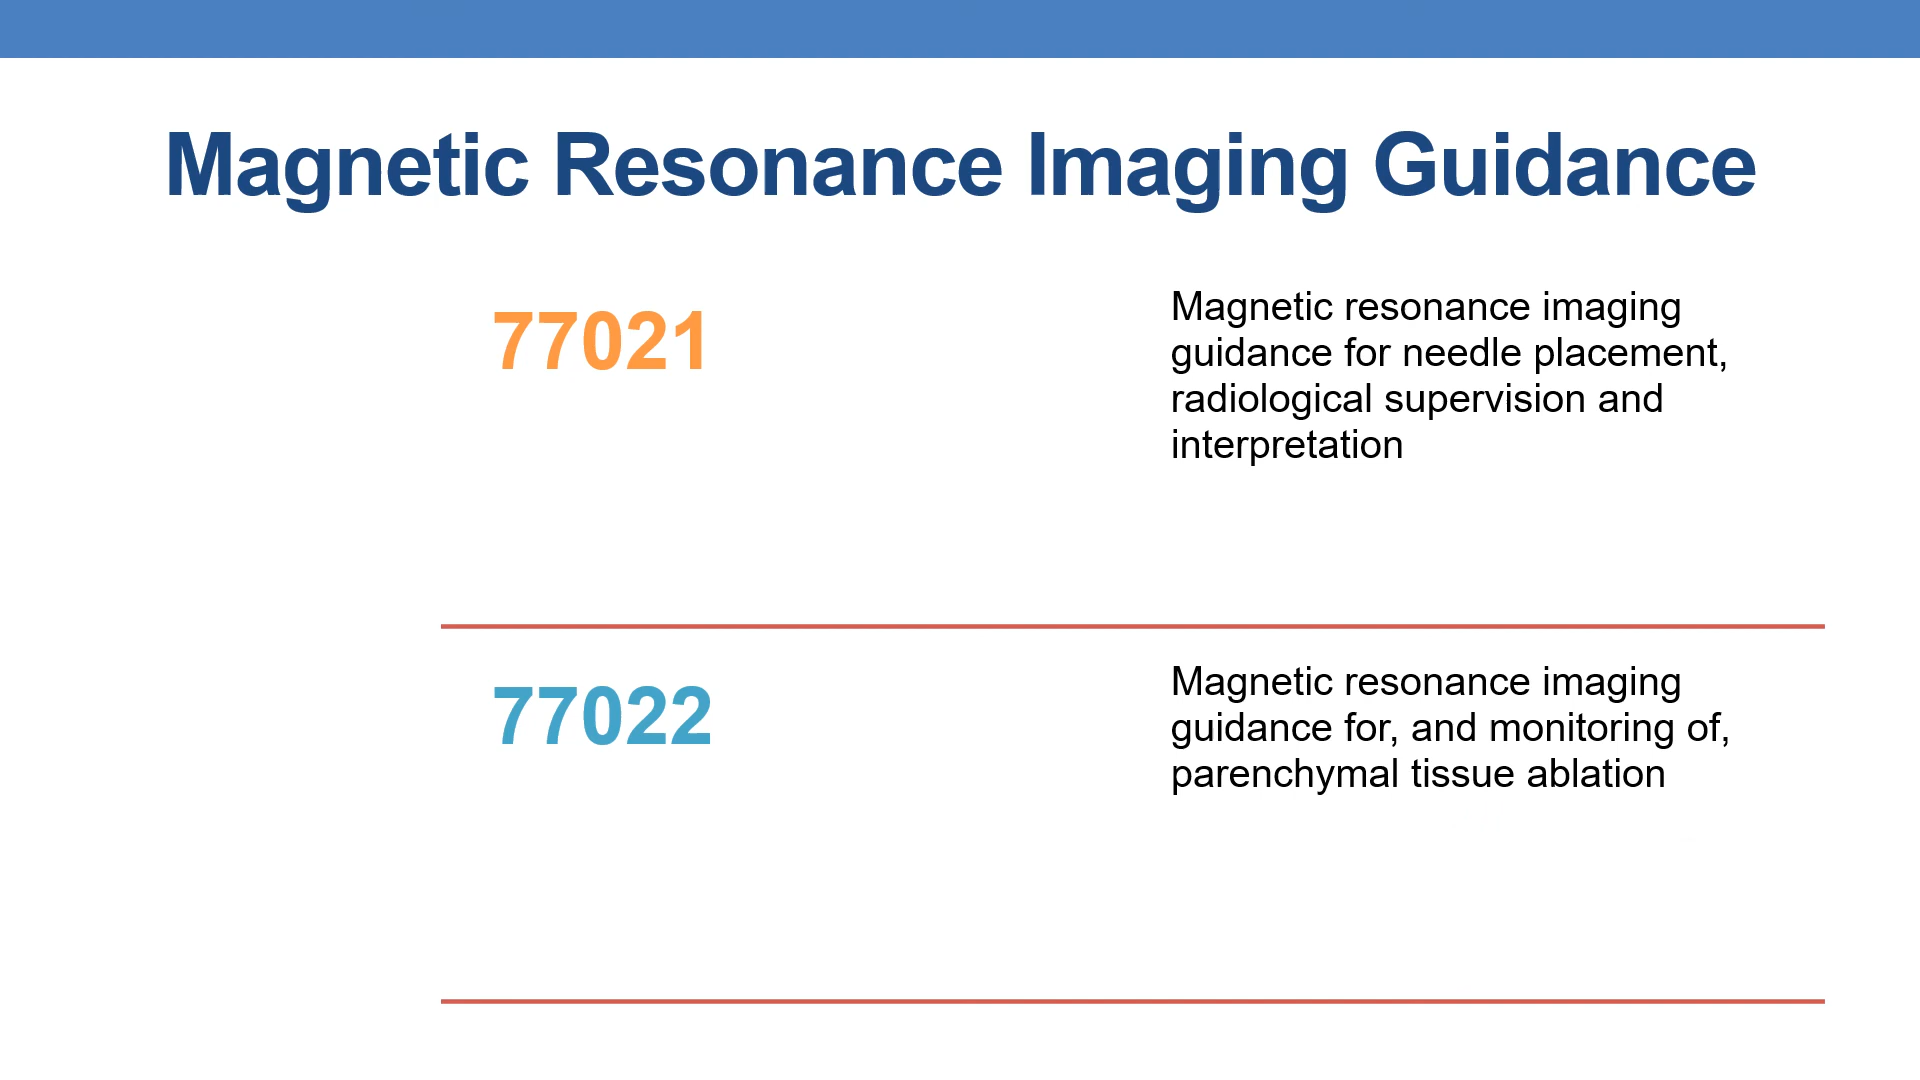 Magnetic Resonance Imaging Guidance
77021
Magnetic resonance imaging
guidance for needle placement,
radiological supervision and
interpretation
77022
Magnetic resonance imaging
guidance for, and monitoring of,
parenchymal tissue ablation